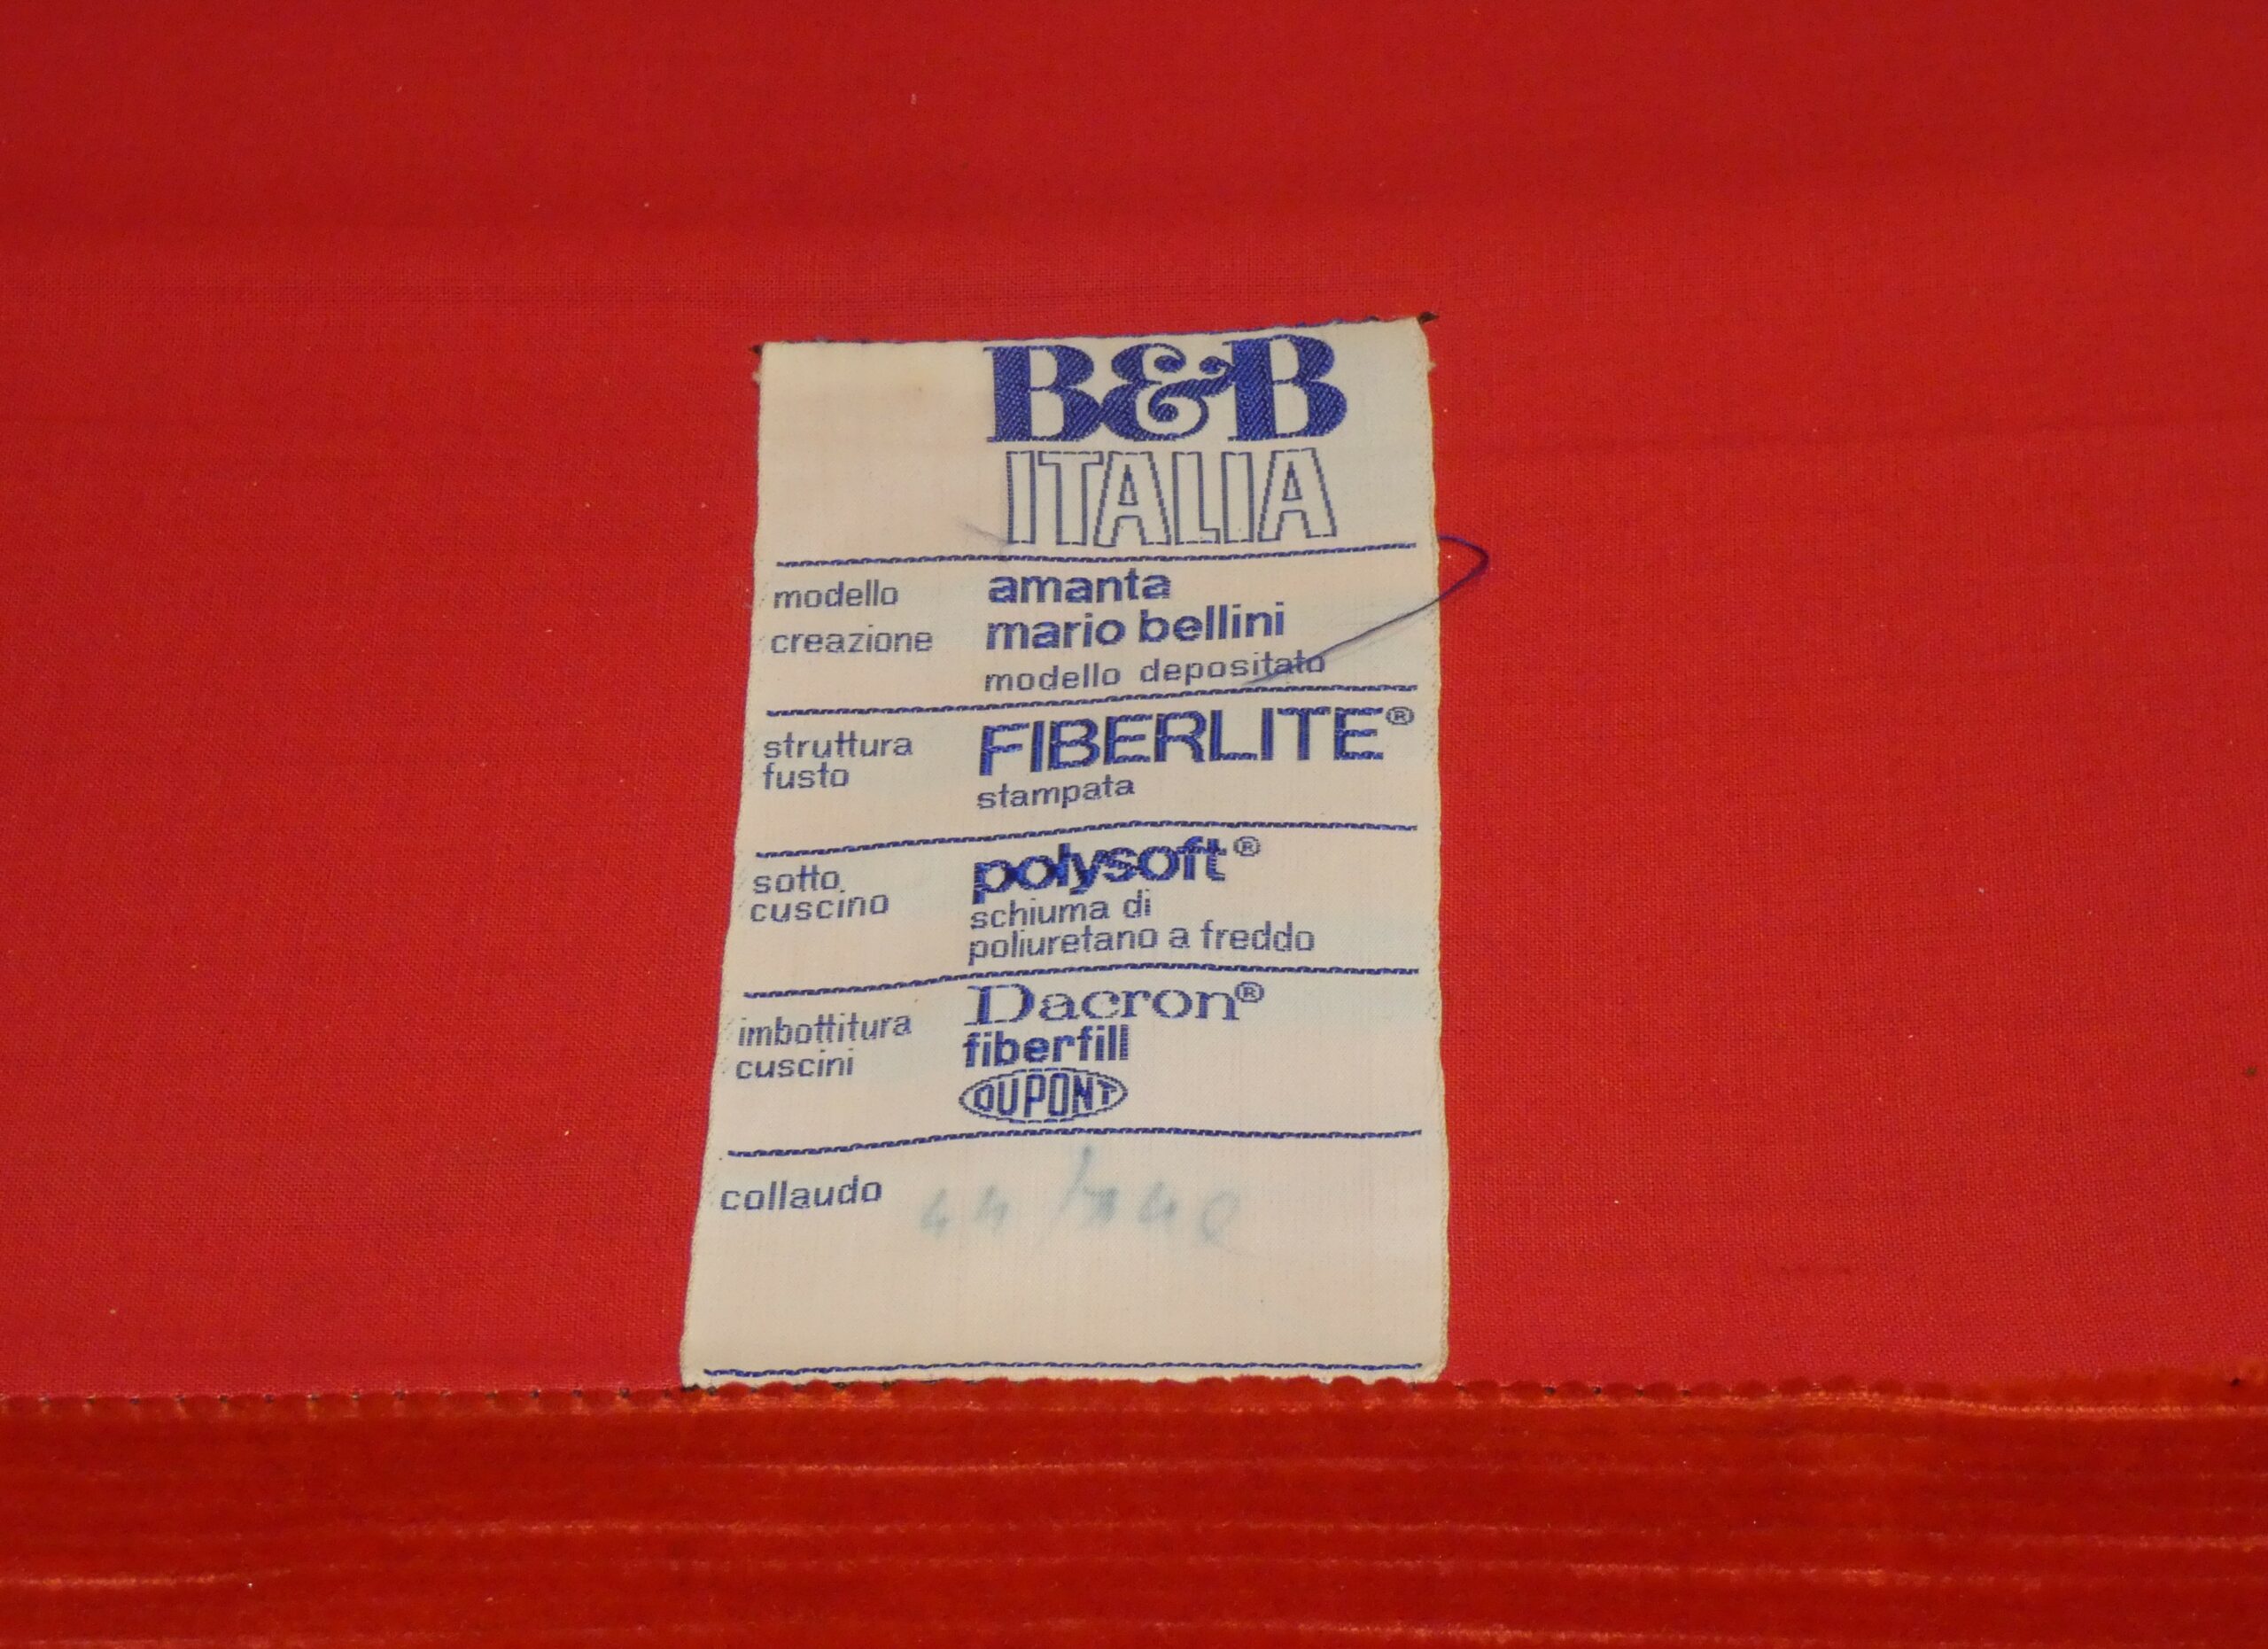 B&B
ITALIA
modello amanta
creazione mario bellini
modello depositato
struttura fusto FIBERLITE®
stampata
sotto cuscino polysoft®
schiuma di
poliuretano a freddo
imbottitura cuscini Dacron®
fiberfill
DUPONT
collaudo